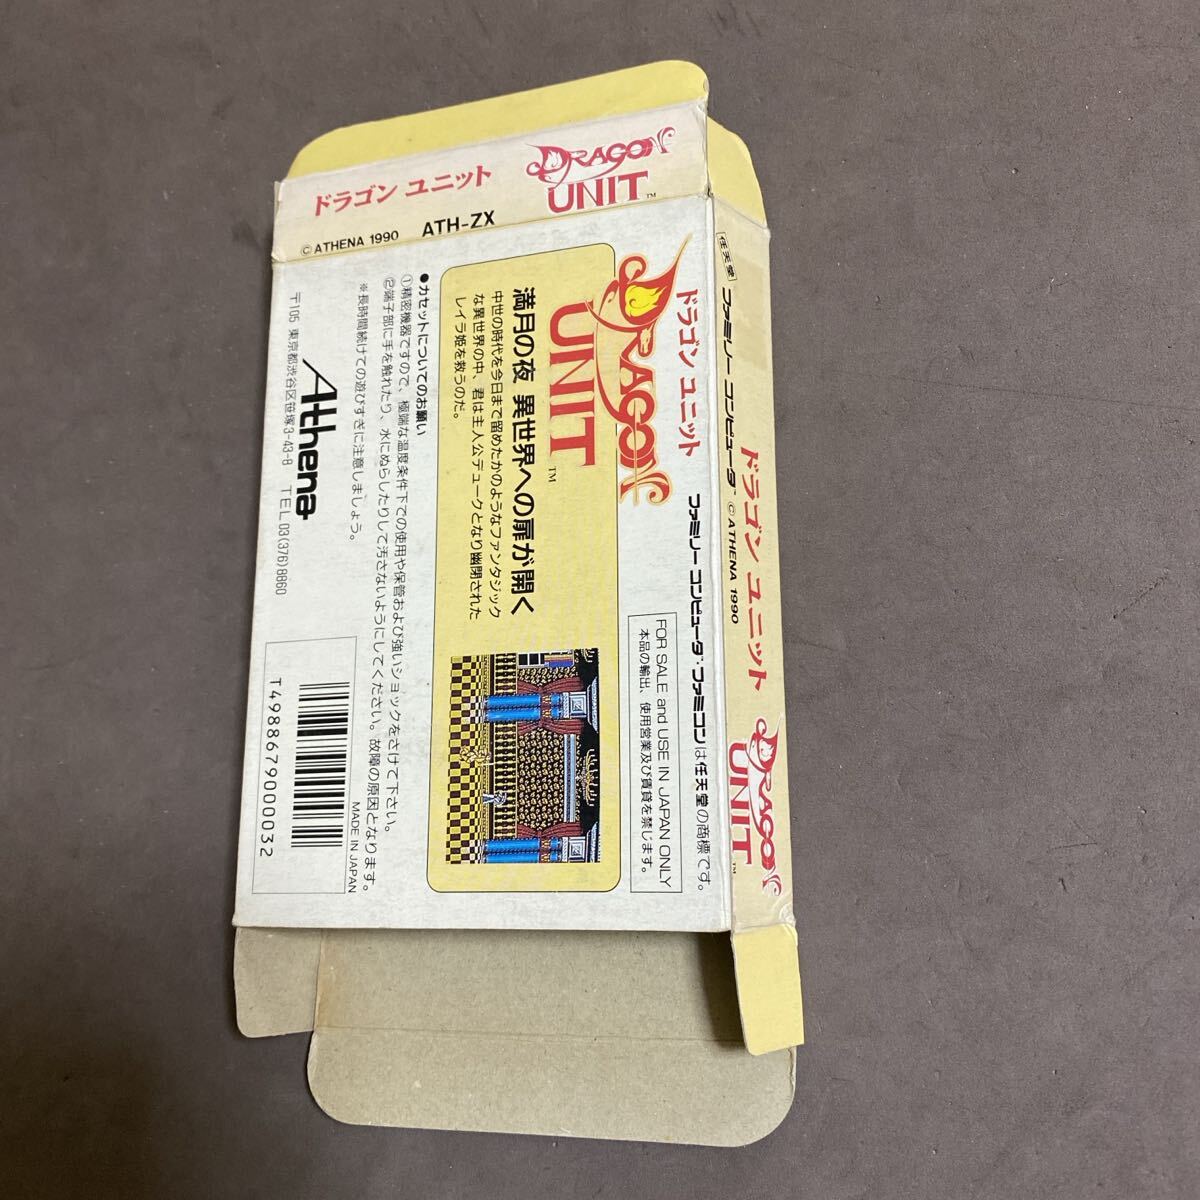 ドラゴン ユニット
DRAGON
UNIT™
© ATHENA 1990 ATH-ZX
DRAGON
UNIT™
ドラゴン ユニット
満月の夜 異世界への扉が開く
中世の時代を今日まで留めたかのようなファンタジック
な異世界の中、君は主人公デュークとなり幽閉された
レイラ姫を救うのだ。
●カセットについてのお願い
①精密機器ですので、極端な温度条件下での使用や保管および強いショックをさけて下さい。
②端子部に手を触れたり、水にぬらしたりして汚さないようにしてください。故障の原因となります。
※長時間続けての遊びすぎに注意しましょう。
Athena
〒105 東京都渋谷区笹塚3-43-8 TEL 03(376)8860
T4988679000032
MADE IN JAPAN
ファミリーコンピュータ・ファミコンは任天堂の商標です。
FOR SALE and USE IN JAPAN ONLY
本品の輸出、使用営業及び賃貸を禁じます。
任天堂 ファミリーコンピュータ™ © ATHENA 1990
ドラゴン ユニット
DRAGON
UNIT™